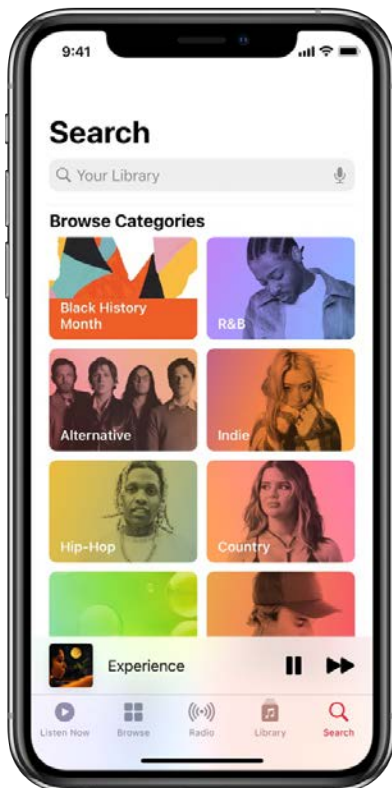 9:41
Search
Your Library
Browse Categories
Black History
Month
R&B
Alternative
Indie
Hip-Hop
Country
Experience
Listen Now
Browse
Radio
Library
Search